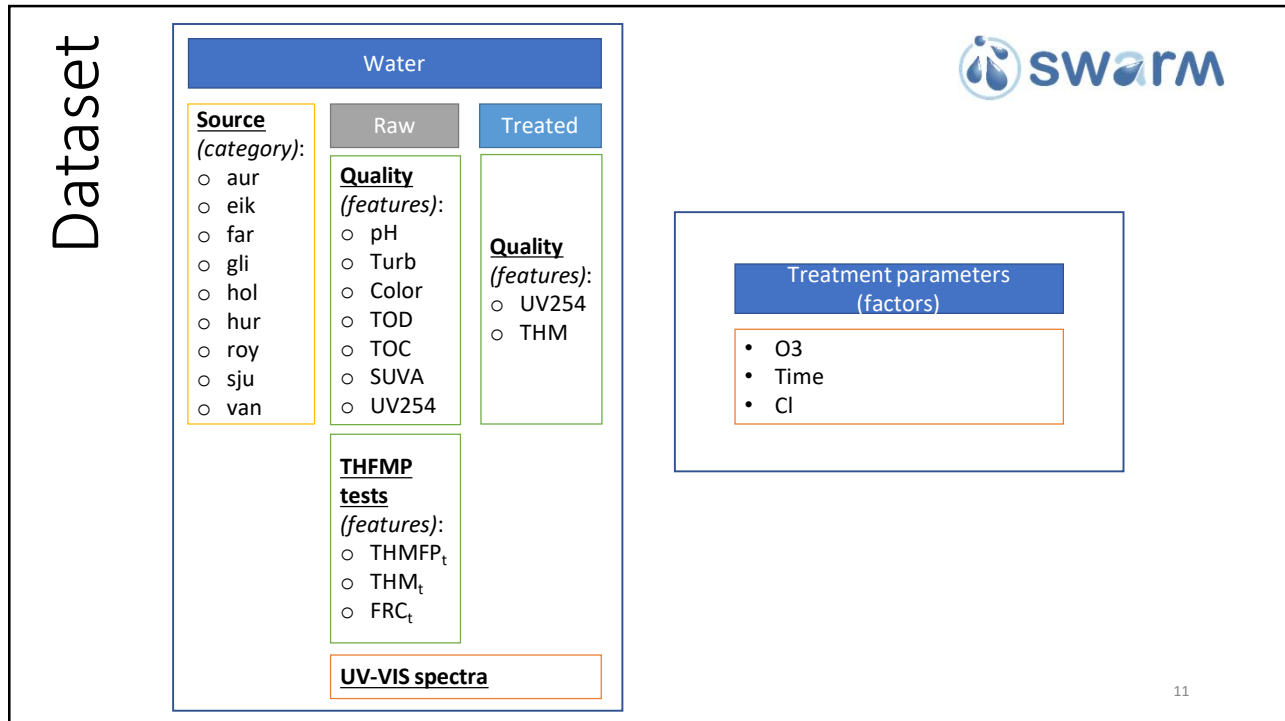 Dataset
Water
Source
(category):
o aur
o eik
o far
o gli
o hol
o hur
o roy
o sju
o van
Raw
Quality
(features):
o pH
o Turb
o Color
o TOD
o TOC
o SUVA
o UV254
THFMP
tests
(features):
o THMFPt
o THMt
o FRCt
UV-VIS spectra
Treated
Quality
(features):
o UV254
o THM
swarm
Treatment parameters
(factors)
• O3
• Time
• Cl
11